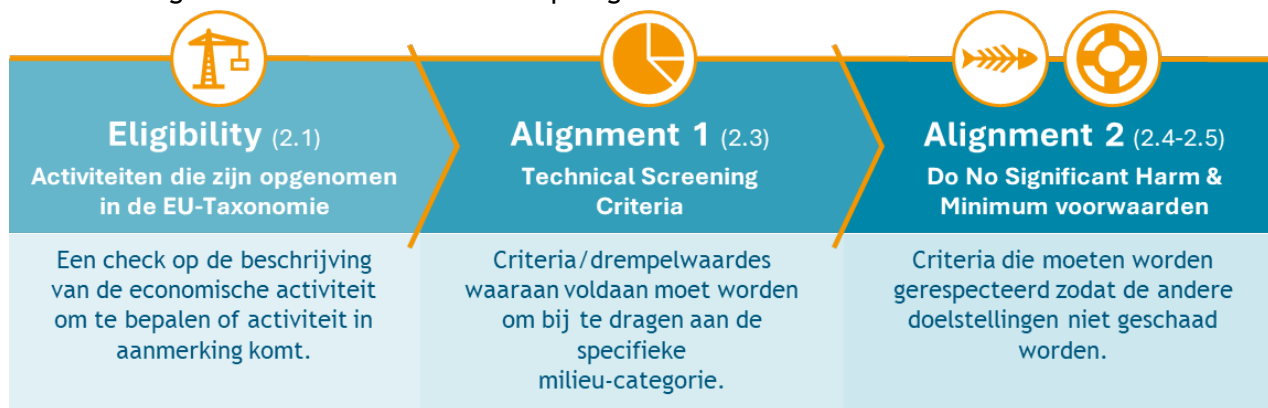 Eligibility (2.1)
Activiteiten die zijn opgenomen
in de EU-Taxonomie
Een check op de beschrijving
van de economische activiteit
om te bepalen of activiteit in
aanmerking komt.
Alignment 1 (2.3)
Technical Screening
Criteria
Criteria/drempelwaardes
waaraan voldaan moet worden
om bij te dragen aan de
specifieke
milieu-categorie.
Alignment 2 (2.4-2.5)
Do No Significant Harm &
Minimum voorwaarden
Criteria die moeten worden
gerespecteerd zodat de andere
doelstellingen niet geschaad
worden.